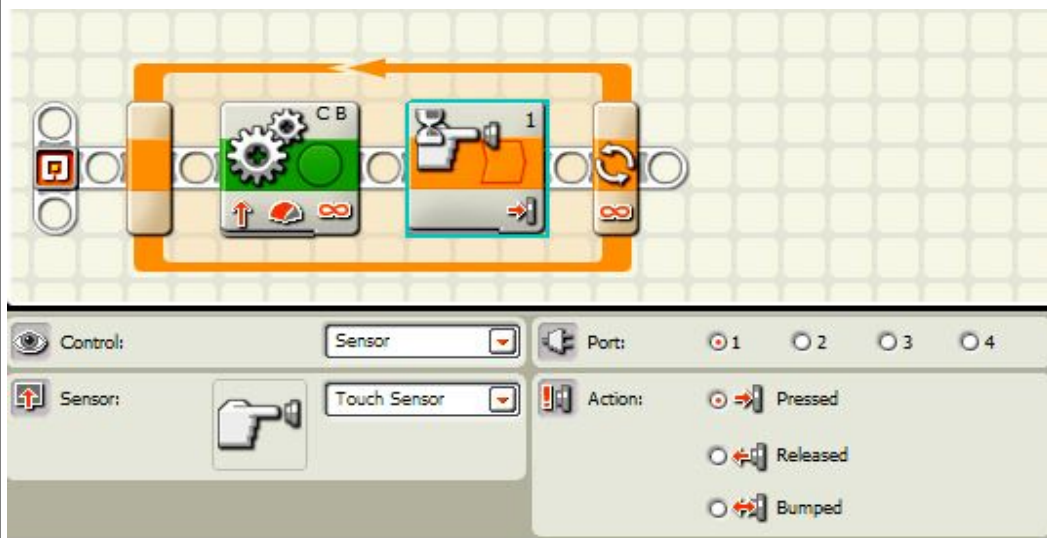 C B
1
Control:
Sensor
Port:
1
2
3
4
Sensor:
Touch Sensor
Action:
Pressed
Released
Bumped